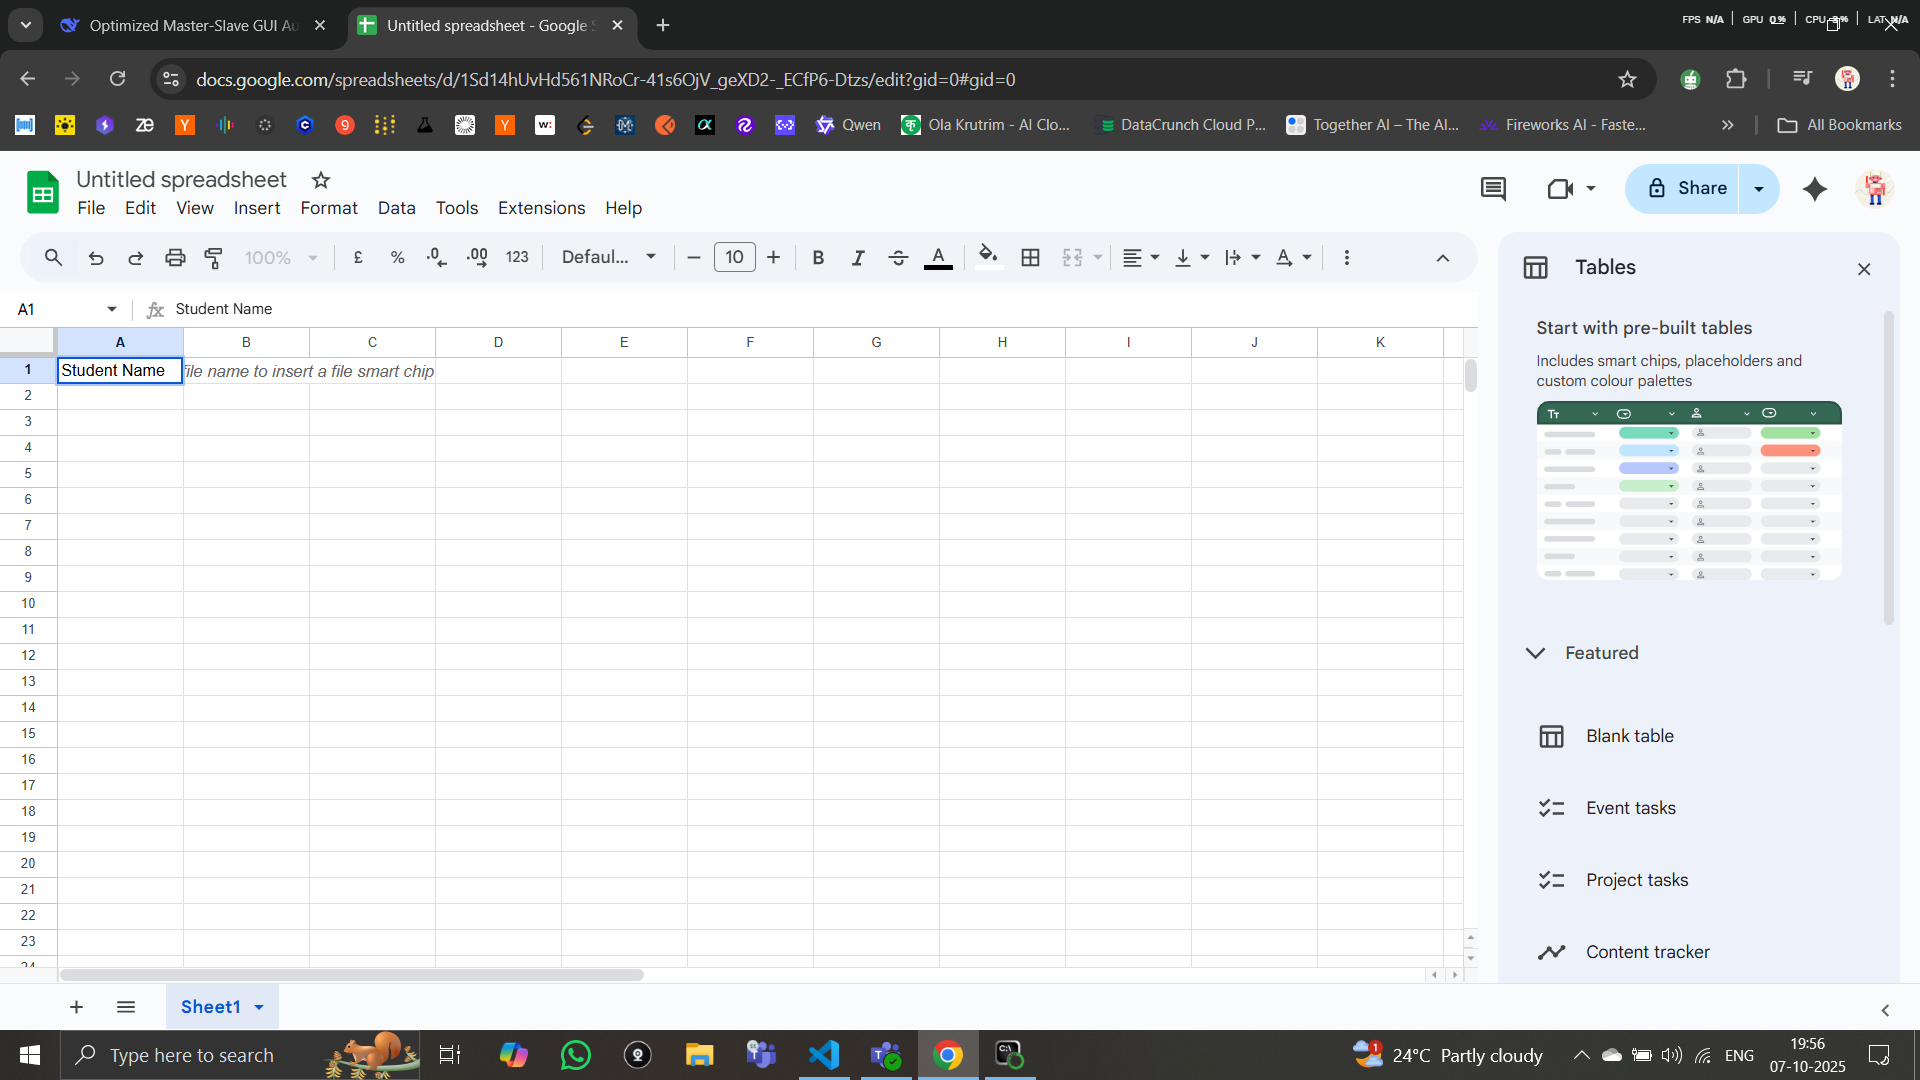 Optimized Master-Slave GUI Au
Untitled spreadsheet - Google S
FPS N/A
GPU 0 %
CPU
LAT N/A
docs.google.com/spreadsheets/d/1Sd14hUvHd561NRoCr-41s6OjV_geXD2-_ECfP6-Dtzs/edit?gid=0#gid=0
Qwen
Ola Krutrim - AI Clo...
DataCrunch Cloud P...
Together AI – The AI...
Fireworks AI - Faste...
All Bookmarks
Untitled spreadsheet
File Edit View Insert Format Data Tools Extensions Help
Share
100% £ % .0 .00 123 Defaul... 10 B I A
A1
fx Student Name
A B C D E F G H I J K
1 Student Name file name to insert a file smart chip
2
3
4
5
6
7
8
9
10
11
12
13
14
15
16
17
18
19
20
21
22
23
24
Tables
Start with pre-built tables
Includes smart chips, placeholders and
custom colour palettes
Tт
Featured
Blank table
Event tasks
Project tasks
Content tracker
Sheet1
Type here to search
24°C Partly cloudy
ENG
19:56
07-10-2025